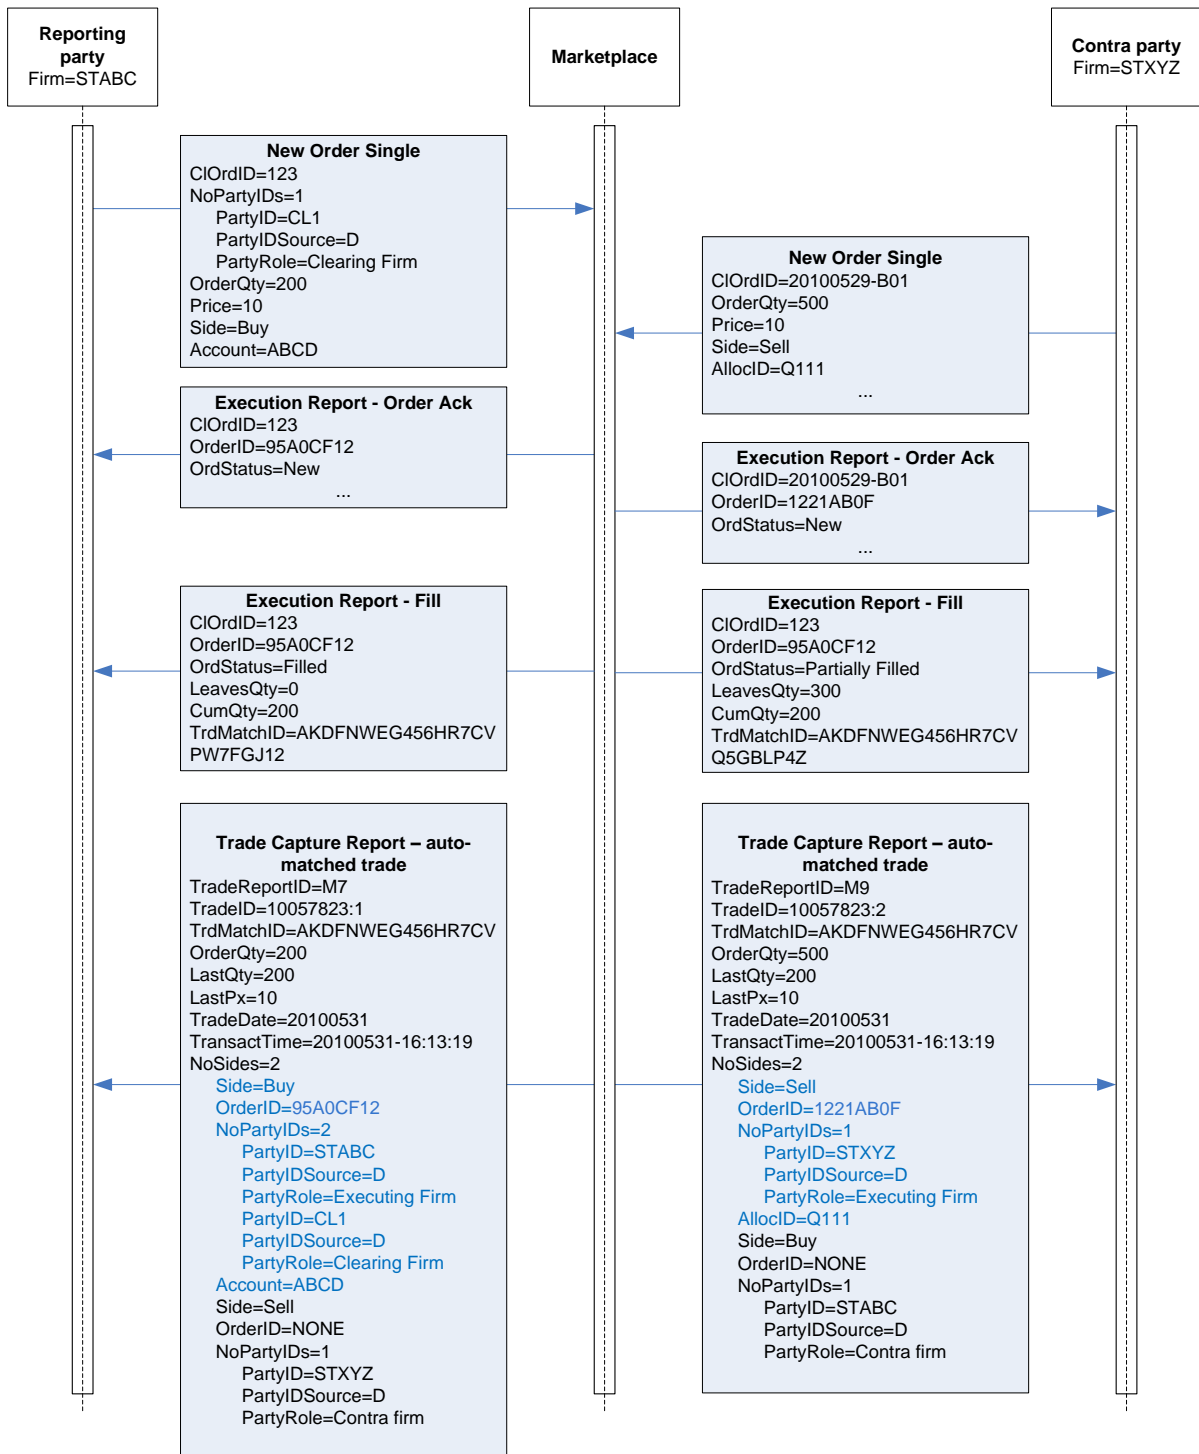 Reporting
party
Firm=STABC
Marketplace
Contra party
Firm=STXYZ
New Order Single
ClOrdID=123
NoPartyIDs=1
PartyID=CL1
PartyIDSource=D
PartyRole=Clearing Firm
OrderQty=200
Price=10
Side=Buy
Account=ABCD
New Order Single
ClOrdID=20100529-B01
OrderQty=500
Price=10
Side=Sell
AllocID=Q111
...
Execution Report - Order Ack
ClOrdID=123
OrderID=95A0CF12
OrdStatus=New
...
Execution Report - Order Ack
ClOrdID=20100529-B01
OrderID=1221AB0F
OrdStatus=New
...
Execution Report - Fill
ClOrdID=123
OrderID=95A0CF12
OrdStatus=Filled
LeavesQty=0
CumQty=200
TrdMatchID=AKDFNWEG456HR7CV
PW7FGJ12
Execution Report - Fill
ClOrdID=123
OrderID=95A0CF12
OrdStatus=Partially Filled
LeavesQty=300
CumQty=200
TrdMatchID=AKDFNWEG456HR7CV
Q5GBLP4Z
Trade Capture Report – auto-
matched trade
TradeReportID=M7
TradeID=10057823:1
TrdMatchID=AKDFNWEG456HR7CV
OrderQty=200
LastQty=200
LastPx=10
TradeDate=20100531
TransactTime=20100531-16:13:19
NoSides=2
Side=Buy
OrderID=95A0CF12
NoPartyIDs=2
PartyID=STABC
PartyIDSource=D
PartyRole=Executing Firm
PartyID=CL1
PartyIDSource=D
PartyRole=Clearing Firm
Account=ABCD
Side=Sell
OrderID=NONE
NoPartyIDs=1
PartyID=STXYZ
PartyIDSource=D
PartyRole=Contra firm
Trade Capture Report – auto-
matched trade
TradeReportID=M9
TradeID=10057823:2
TrdMatchID=AKDFNWEG456HR7CV
OrderQty=500
LastQty=200
LastPx=10
TradeDate=20100531
TransactTime=20100531-16:13:19
NoSides=2
Side=Sell
OrderID=1221AB0F
NoPartyIDs=1
PartyID=STXYZ
PartyIDSource=D
PartyRole=Executing Firm
AllocID=Q111
Side=Buy
OrderID=NONE
NoPartyIDs=1
PartyID=STABC
PartyIDSource=D
PartyRole=Contra firm